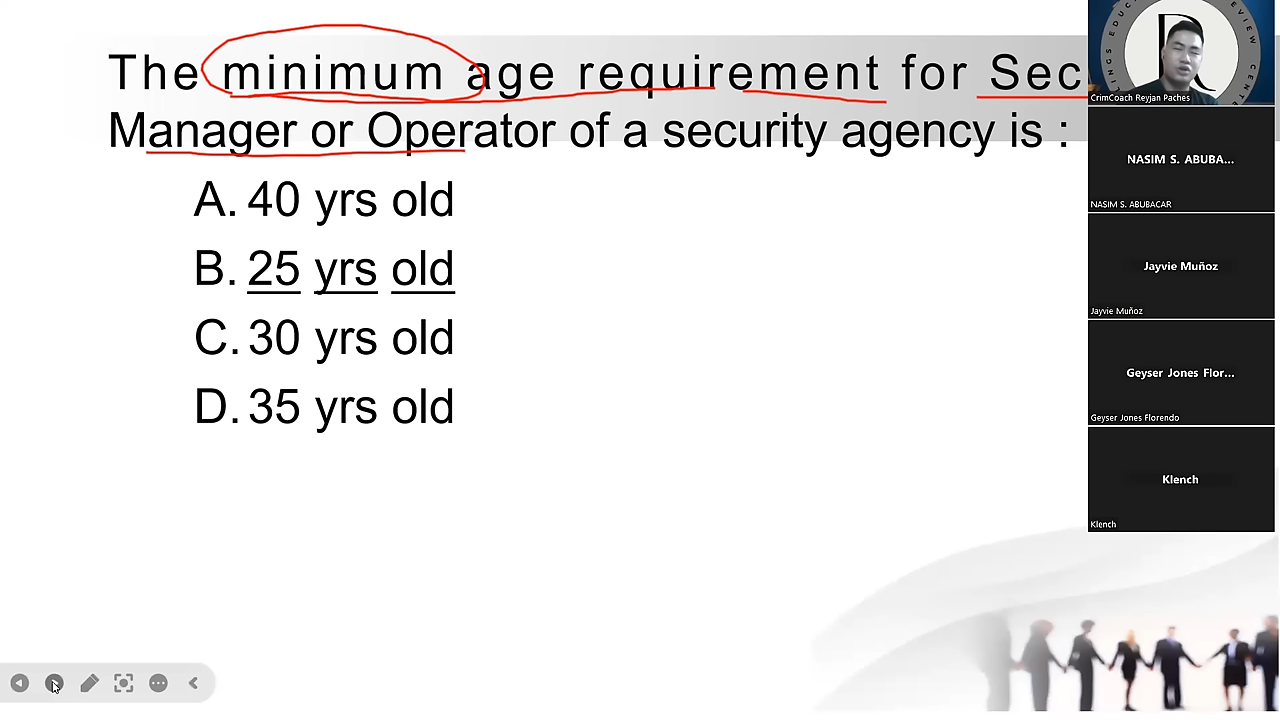 The minimum age requirement for Sec
Manager or Operator of a security agency is :
A. 40 yrs old
B. 25 yrs old
C. 30 yrs old
D. 35 yrs old
CrimCoach Reyjan Paches
NASIM S. ABUBA...
NASIM S. ABUBACAR
Jayvie Muñoz
Jayvie Muñoz
Geyser Jones Flor...
Geyser Jones Florendo
Klench
Klench